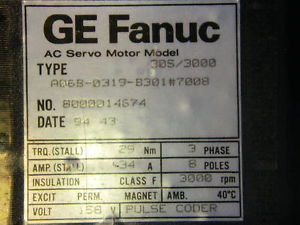 GE Fanuc
AC Servo Motor Model
TYPE 30S/3000
A06B-0319-B301#7008
NO. 8000014674
DATE 94 43
TRQ.(STALL) 29 Nm 3 PHASE
AMP.(STALL) 34 A 8 POLES
INSULATION CLASS F 3000 rpm
EXCIT PERM. MAGNET AMB. 40°C
VOLT 156 V PULSE CODER